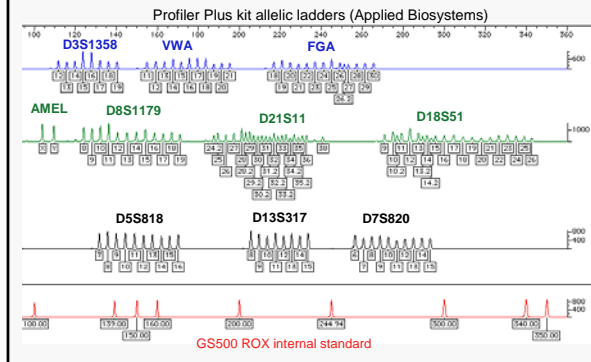 Profiler Plus kit allelic ladders (Applied Biosystems)
100 120 140 160 180 200 220 240 260 280 300 320 340 360
D3S1358 VWA FGA
600
12 14 16 18 20 11 13 15 17 19 21 18 20 22 24 26 28 30
13 15 17 19 12 14 16 18 20 19 21 23 25 27 29
26.2
AMEL D8S1179 D21S11 D18S51
1000
X Y 8 10 12 14 16 18 24.2 27 29 31 33 35 38 9 11 13 15 17 19 21 23 25
9 11 13 15 17 19 25 28 30 32 34 36 10 12 14 16 18 20 22 24 26
26 29.2 31.2 34.2 10.2 13.2 15
30.2 32.2 35.2 14.2
33.2
D5S818 D13S317 D7S820
800
400
7 9 11 13 15 8 10 12 14 6 8 10 12 14
8 10 12 14 16 9 11 13 15 7 9 11 13 15
800
400
100.00 139.00 160.00 200.00 244.94 300.00 340.00
150.00 350.00
GS500 ROX internal standard